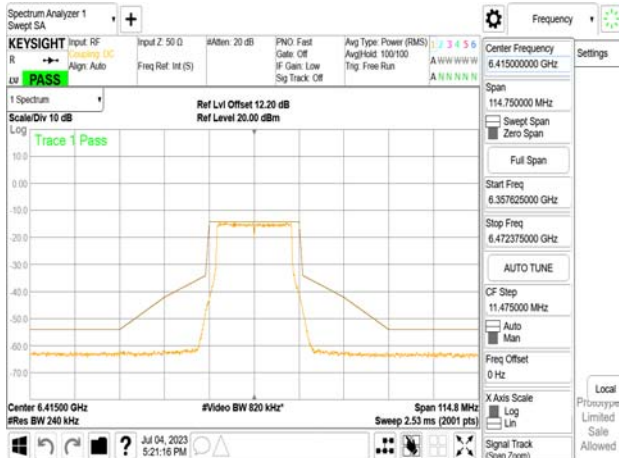 Spectrum Analyzer 1
Swept SA
+
Frequency
KEYSIGHT
Input: RF
Coupling: DC
Align: Auto
Input Z: 50 Ω
Freq Ref: Int (S)
#Atten: 20 dB
PNO: Fast
Gate: Off
IF Gain: Low
Sig Track: Off
Avg Type: Power (RMS)
Avg|Hold: 100/100
Trig: Free Run
1 2 3 4 5 6
A W W W W W
A N N N N N
R
LV
PASS
Center Frequency
6.415000000 GHz
Settings
1 Spectrum
Scale/Div 10 dB
Ref Lvl Offset 12.20 dB
Ref Level 20.00 dBm
Span
114.750000 MHz
Swept Span
Zero Span
Log
Trace 1 Pass
10.0
0.00
-10.0
-20.0
-30.0
-40.0
-50.0
-60.0
-70.0
Full Span
Start Freq
6.357625000 GHz
Stop Freq
6.472375000 GHz
AUTO TUNE
CF Step
11.475000 MHz
Auto
Man
Freq Offset
0 Hz
X Axis Scale
Log
Lin
Signal Track
(Span Zoom)
Local
Prototype
Limited
Sale
Allowed
Center 6.41500 GHz
#Res BW 240 kHz
#Video BW 820 kHz*
Span 114.8 MHz
Sweep 2.53 ms (2001 pts)
?
Jul 04, 2023
5:21:16 PM